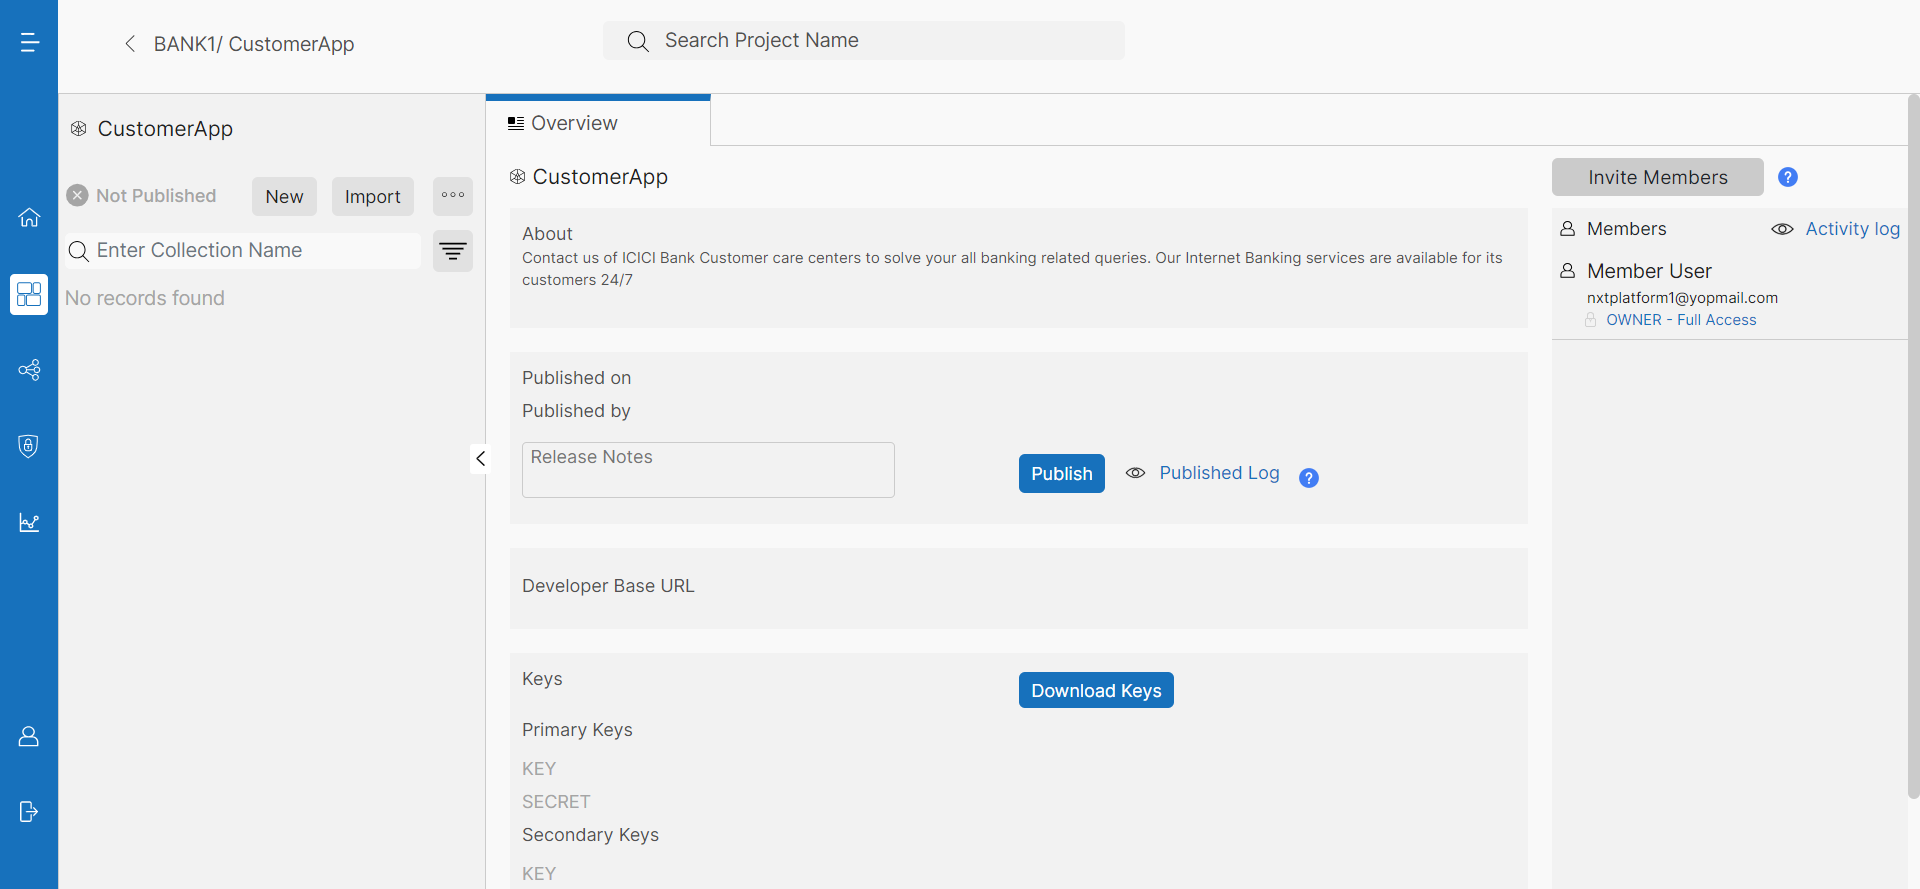 BANK1/ CustomerApp
Search Project Name
CustomerApp
Not Published
New
Import
Enter Collection Name
No records found
Overview
CustomerApp
About
Contact us of ICICI Bank Customer care centers to solve your all banking related queries. Our Internet Banking services are available for its
customers 24/7
Published on
Published by
Release Notes
Publish
Published Log
?
Developer Base URL
Keys
Download Keys
Primary Keys
KEY
SECRET
Secondary Keys
KEY
Invite Members
?
Members
Activity log
Member User
nxtplatform1@yopmail.com
OWNER - Full Access